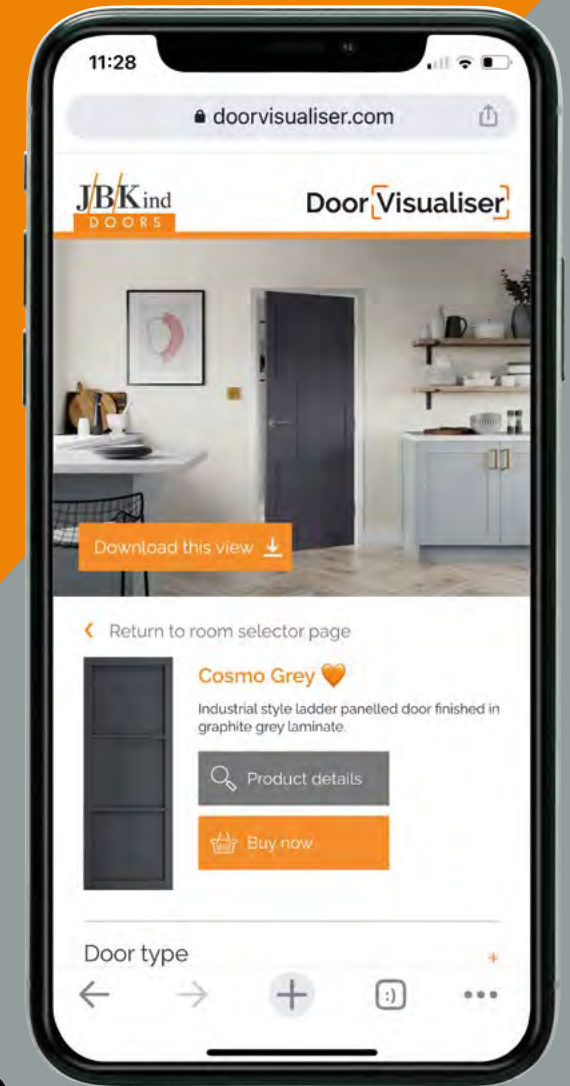 11:28
doorvisualiser.com
JBKind
DOORS
Door Visualiser
Download this view
Return to room selector page
Cosmo Grey 🧡
Industrial style ladder panelled door finished in
graphite grey laminate.
Product details
Buy now
Door type +
:)